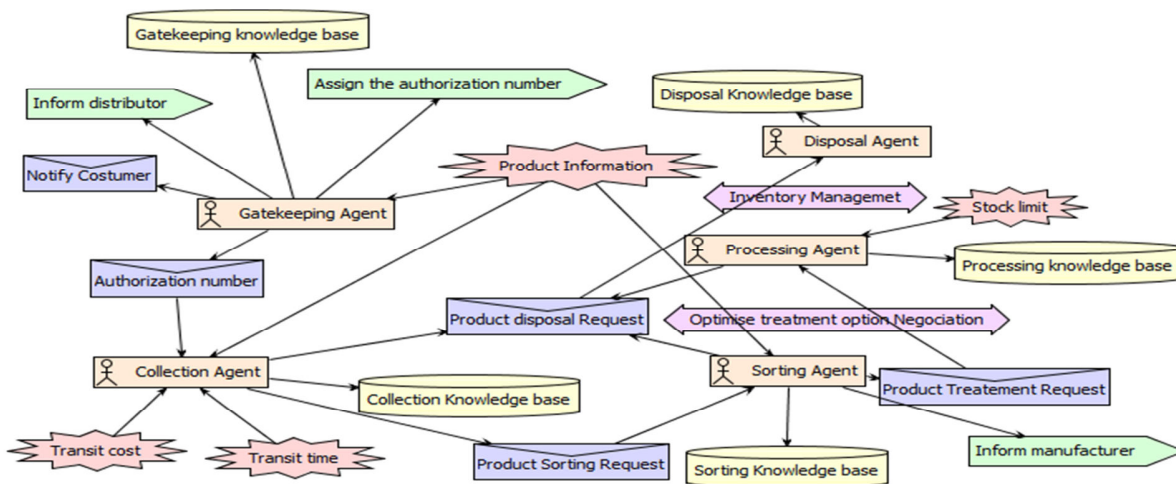 Gatekeeping knowledge base
Inform distributor
Assign the authorization number
Disposal Knowledge base
Disposal Agent
Notify Costumer
Product Information
Inventory Managemet
Stock limit
Gatekeeping Agent
Processing Agent
Processing knowledge base
Authorization number
Product disposal Request
Optimise treatment option Negociation
Collection Agent
Sorting Agent
Product Treatement Request
Collection Knowledge base
Transit cost
Transit time
Product Sorting Request
Sorting Knowledge base
Inform manufacturer